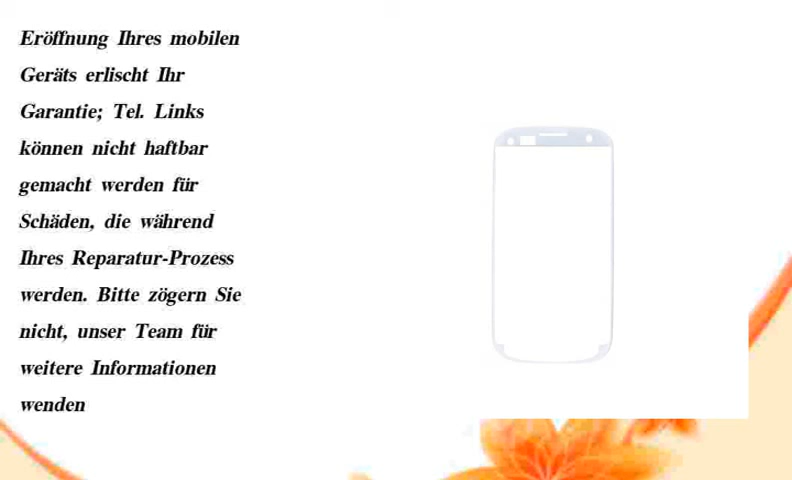 Eröffnung Ihres mobilen
Geräts erlischt Ihr
Garantie; Tel. Links
können nicht haftbar
gemacht werden für
Schäden, die während
Ihres Reparatur-Prozess
werden. Bitte zögern Sie
nicht, unser Team für
weitere Informationen
wenden